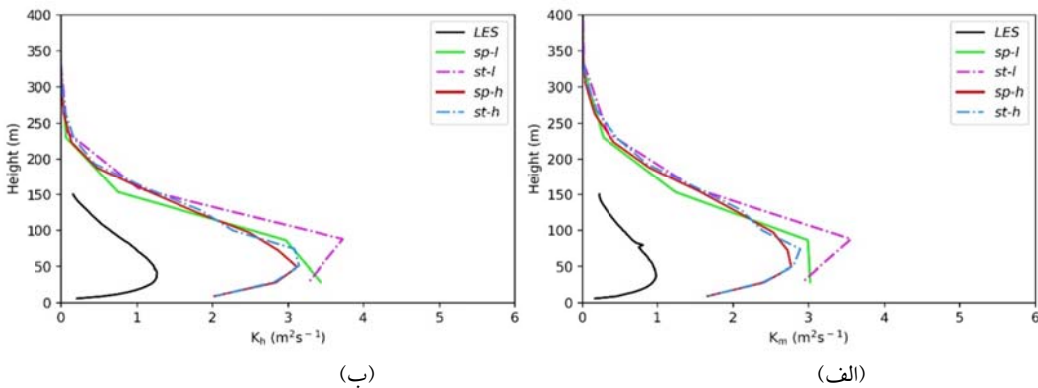 400
350
300
250
200
150
100
50
0
Height (m)
0 1 2 3 4 5 6
K_h (m²s⁻¹)
LES
sp-l
st-l
sp-h
st-h
(ب)
400
350
300
250
200
150
100
50
0
Height (m)
0 1 2 3 4 5 6
K_m (m²s⁻¹)
LES
sp-l
st-l
sp-h
st-h
(الف)